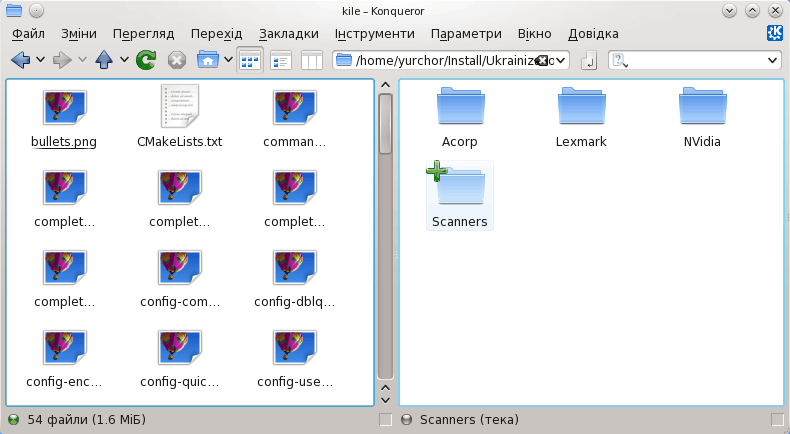 kile – Konqueror
Файл Зміни Перегляд Перехід Закладки Інструменти Параметри Вікно Довідка
/home/yurchor/Install/Ukrainiz
bullets.png CMakeLists.txt comman...
complet... complet... complet...
complet... config-com... config-dblq...
config-enc... config-quic... config-use...
54 файли (1.6 МіБ)
Acorp Lexmark NVidia
Scanners
Scanners (тека)